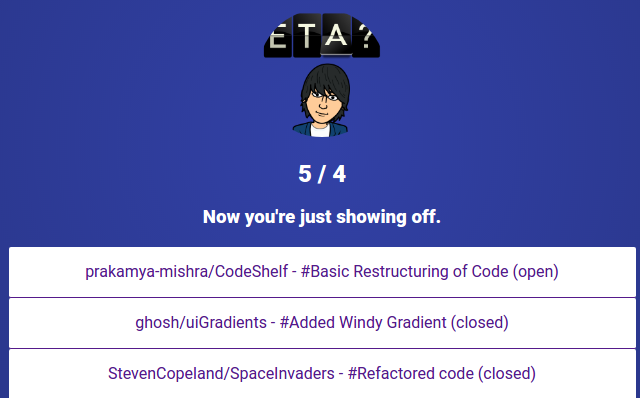 ETA?
5 / 4
Now you're just showing off.
prakamya-mishra/CodeShelf - #Basic Restructuring of Code (open)
ghosh/uiGradients - #Added Windy Gradient (closed)
StevenCopeland/SpaceInvaders - #Refactored code (closed)